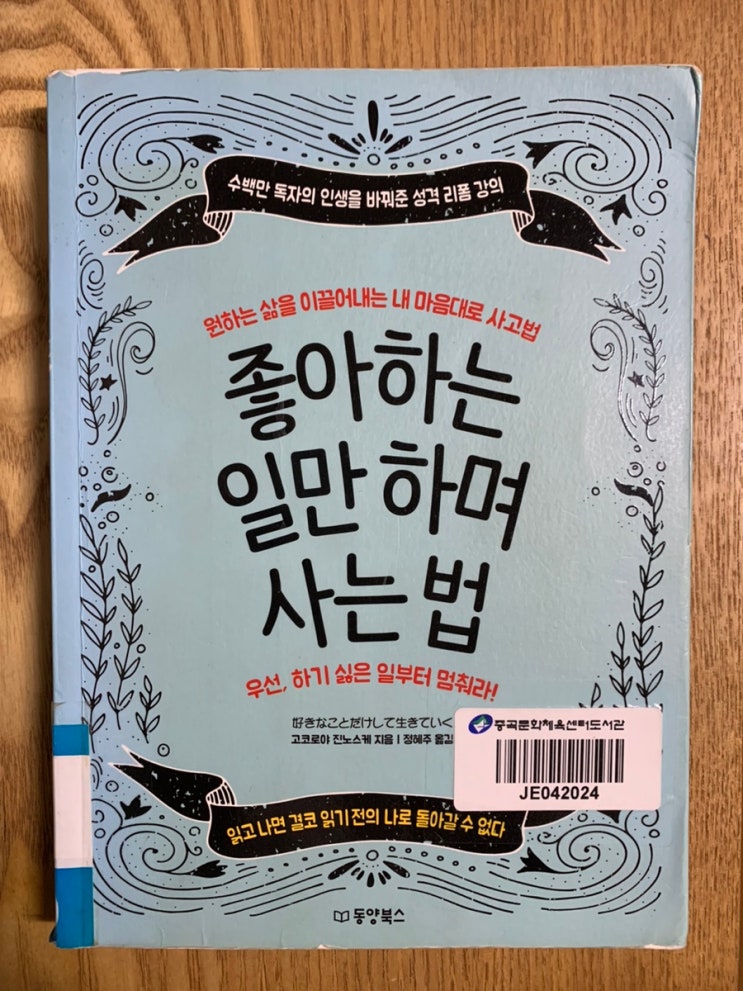 수백만 독자의 인생을 바꿔준 성격 리폼 강의
원하는 삶을 이끌어내는 내 마음대로 사고법
좋아하는
일만 하며
사는 법
우선, 하기 싫은 일부터 멈춰라!
好きなことだけして生きていく
고코로야 진노스케 지음 | 정혜주 옮김
중곡문화체육센터도서관
JE042024
읽고 나면 결코 읽기 전의 나로 돌아갈 수 없다
동양북스